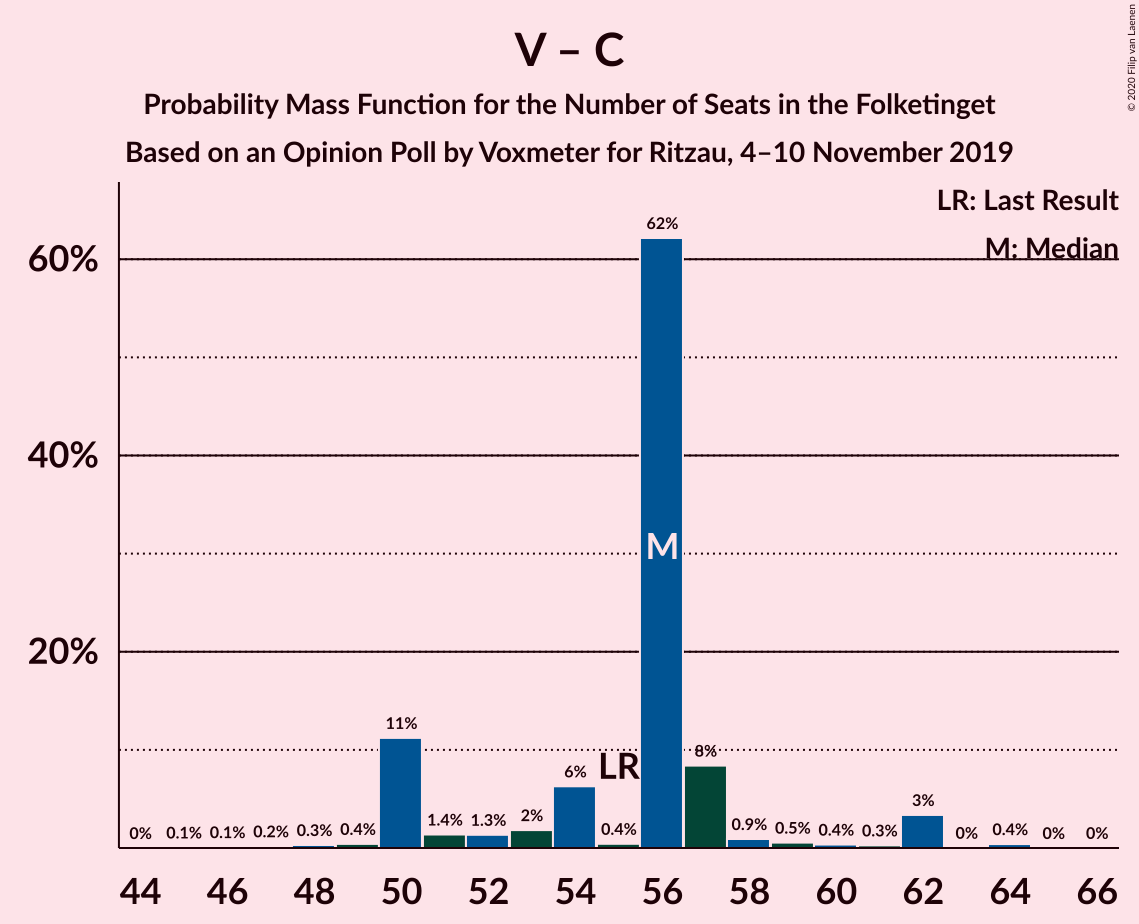 V – C
Probability Mass Function for the Number of Seats in the Folketinget
Based on an Opinion Poll by Voxmeter for Ritzau, 4–10 November 2019
© 2020 Filip van Laenen
LR: Last Result
M: Median
60%
40%
20%
0% 0.1% 0.1% 0.2% 0.3% 0.4% 11% 1.4% 1.3% 2% 6% 0.4% 62% 8% 0.9% 0.5% 0.4% 0.3% 3% 0% 0.4% 0% 0%
LR
M
44 46 48 50 52 54 56 58 60 62 64 66